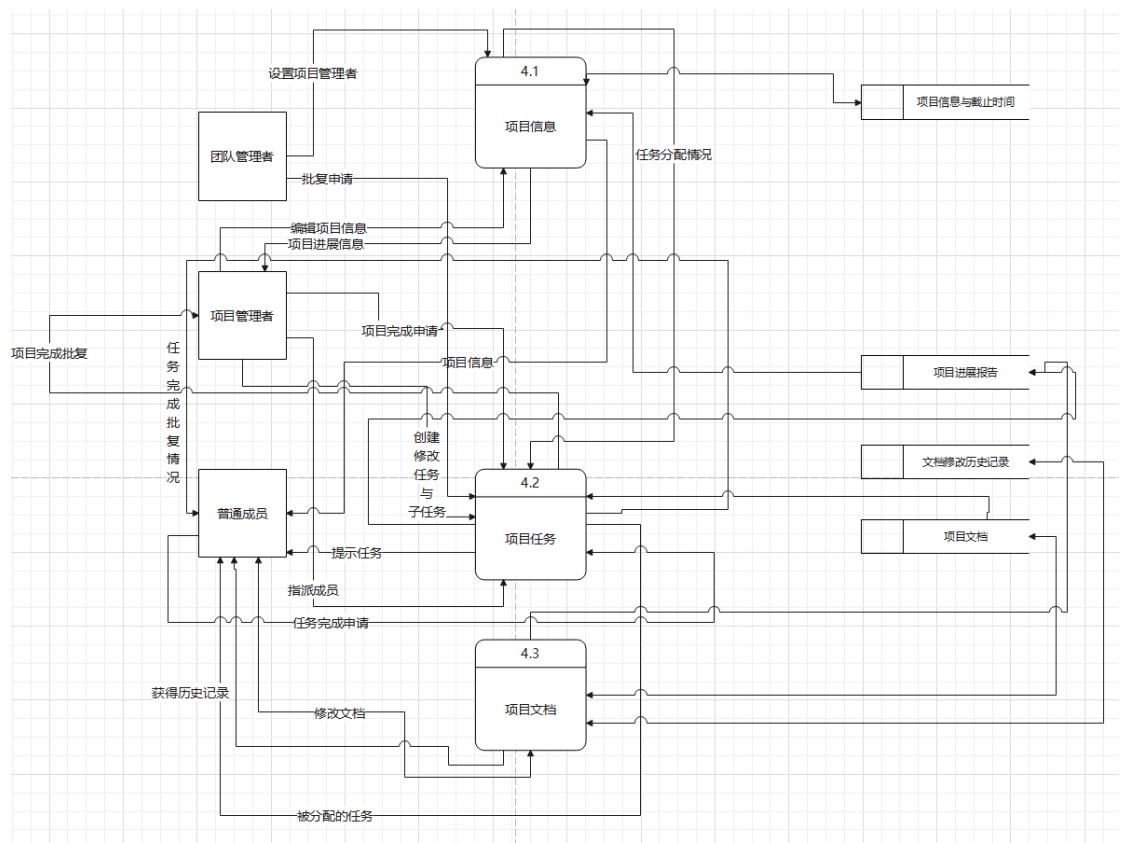 4.1
项目信息
设置项目管理者
项目信息与截止时间
团队管理者
任务分配情况
批复申请
编辑项目信息
项目进展信息
项目管理者
项目完成申请
项目完成批复
项目信息
项目进展报告
任
务
完
成
批
复
情
况
创建
修改
任务
与
子任务
文档修改历史记录
4.2
项目任务
普通成员
项目文档
提示任务
指派成员
任务完成申请
4.3
项目文档
获得历史记录
修改文档
被分配的任务